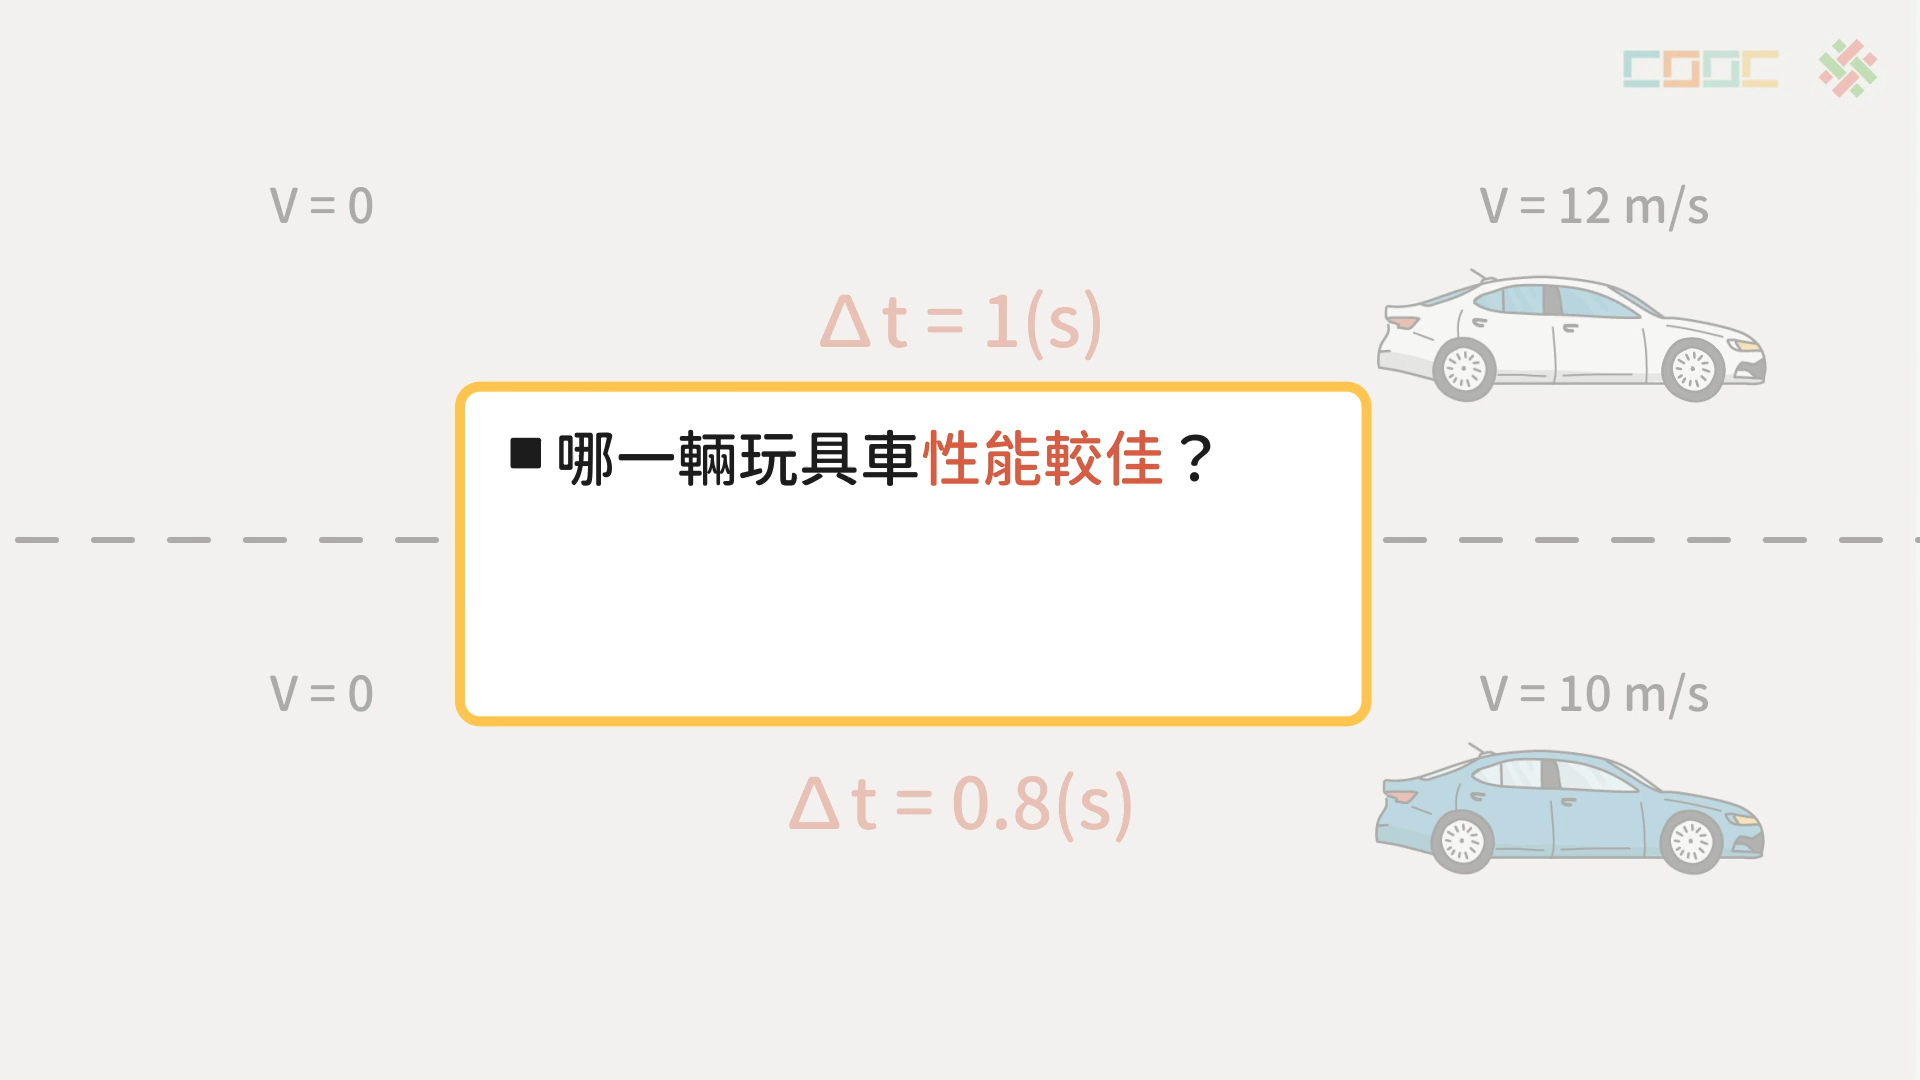 COOC
V = 0
V = 12 m/s
Δt = 1(s)
■ 哪一輛玩具車性能較佳？
V = 0
V = 10 m/s
Δt = 0.8(s)